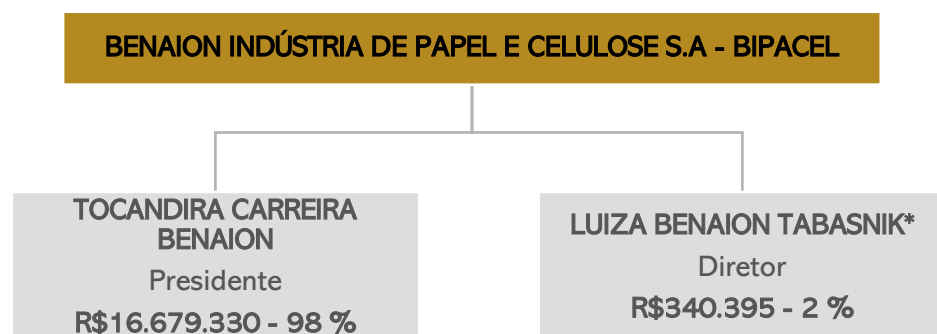 BENAION INDÚSTRIA DE PAPEL E CELULOSE S.A - BIPACEL
TOCANDIRA CARREIRA
BENAION
Presidente
R$16.679.330 - 98 %
LUIZA BENAION TABASNIK*
Diretor
R$340.395 - 2 %